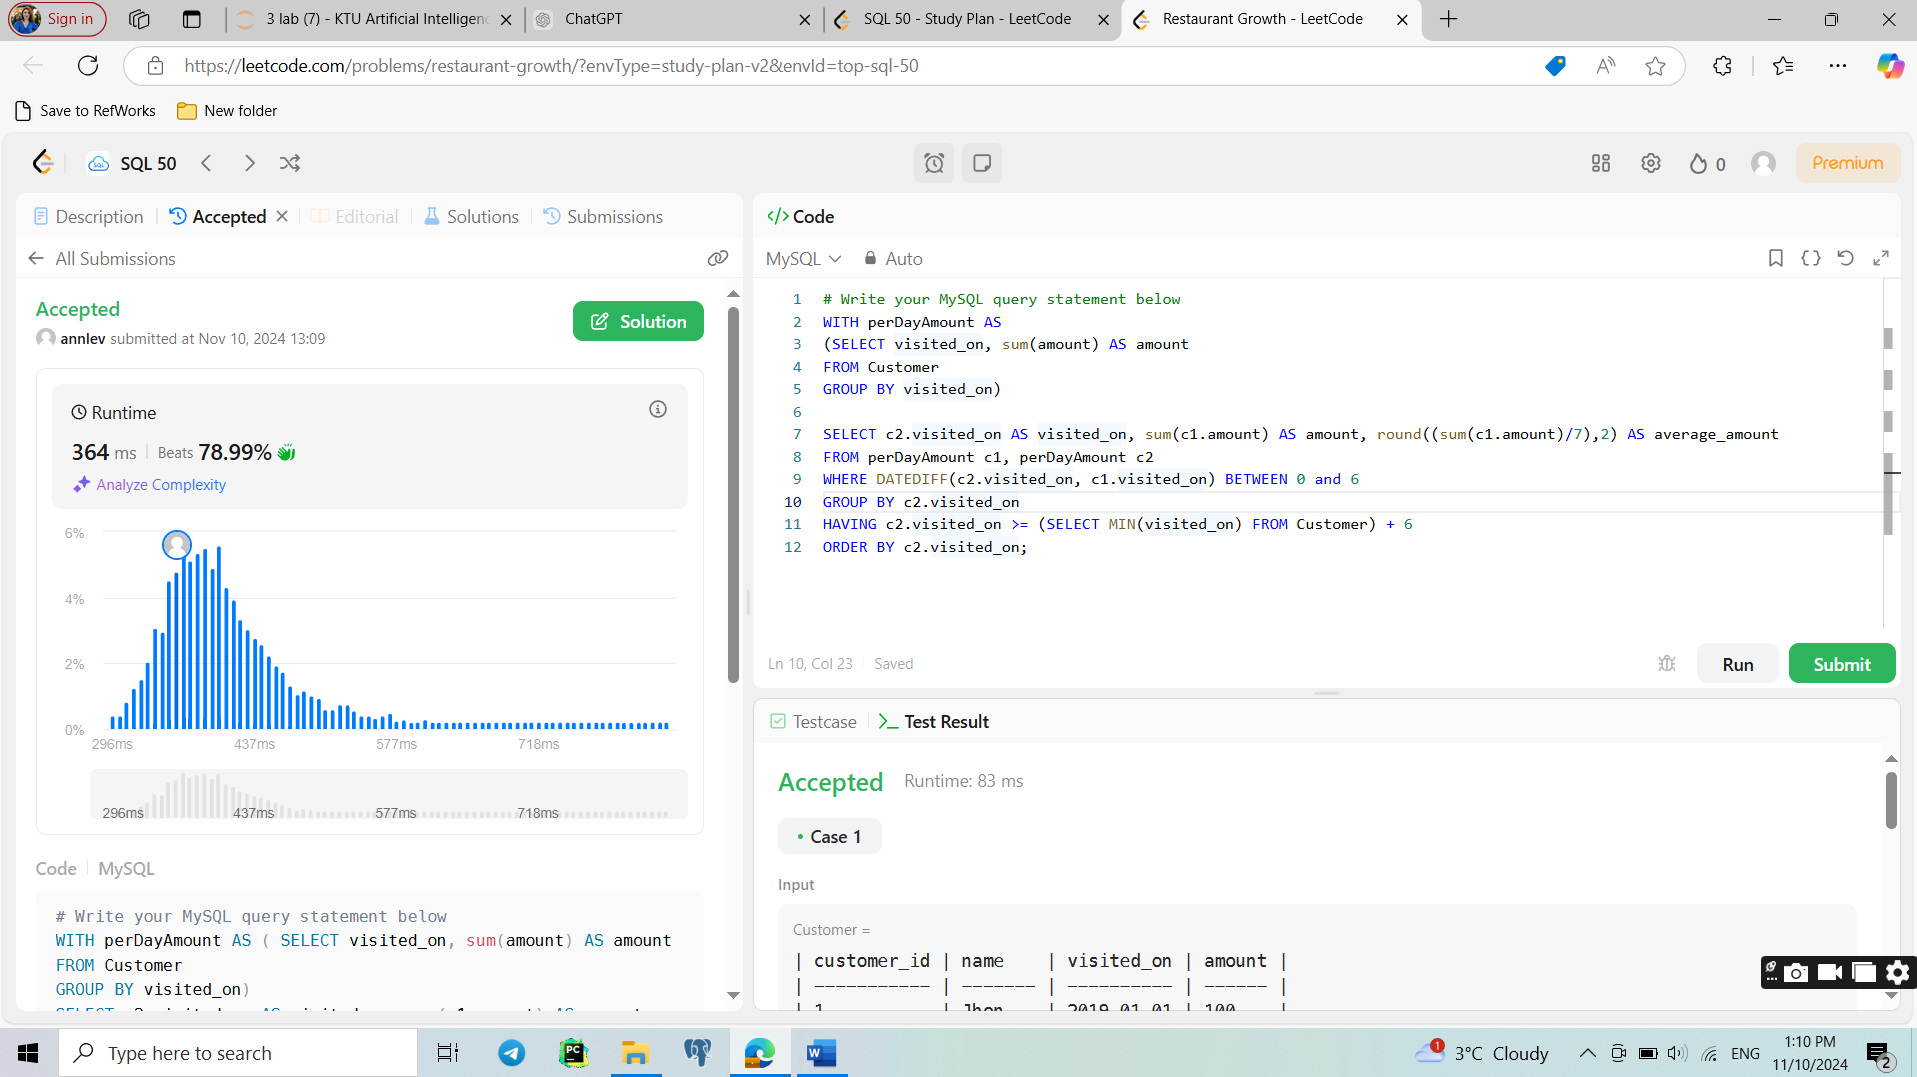 Sign in
3 lab (7) - KTU Artificial Intelligenc
ChatGPT
SQL 50 - Study Plan - LeetCode
Restaurant Growth - LeetCode
https://leetcode.com/problems/restaurant-growth/?envType=study-plan-v2&envId=top-sql-50
Save to RefWorks
New folder
SQL 50
0
Premium
Description
Accepted
Editorial
Solutions
Submissions
All Submissions
Accepted
annlev submitted at Nov 10, 2024 13:09
Solution
Runtime
364 ms
Beats 78.99%
Analyze Complexity
6%
4%
2%
0%
296ms 437ms 577ms 718ms
296ms 437ms 577ms 718ms
Code
MySQL
# Write your MySQL query statement below
WITH perDayAmount AS ( SELECT visited_on, sum(amount) AS amount
FROM Customer
GROUP BY visited_on)
Code
MySQL
Auto
1 # Write your MySQL query statement below
2 WITH perDayAmount AS
3 (SELECT visited_on, sum(amount) AS amount
4 FROM Customer
5 GROUP BY visited_on)
6
7 SELECT c2.visited_on AS visited_on, sum(c1.amount) AS amount, round((sum(c1.amount)/7),2) AS average_amount
8 FROM perDayAmount c1, perDayAmount c2
9 WHERE DATEDIFF(c2.visited_on, c1.visited_on) BETWEEN 0 and 6
10 GROUP BY c2.visited_on
11 HAVING c2.visited_on >= (SELECT MIN(visited_on) FROM Customer) + 6
12 ORDER BY c2.visited_on;
Ln 10, Col 23
Saved
Run
Submit
Testcase
Test Result
Accepted
Runtime: 83 ms
Case 1
Input
Customer =
| customer_id | name | visited_on | amount |
| ----------- | ------- | ---------- | ------ |
| 1 | Jhon | 2019-01-01 | 100 |
Type here to search
PC
W
1
3°C Cloudy
ENG
1:10 PM
11/10/2024
2